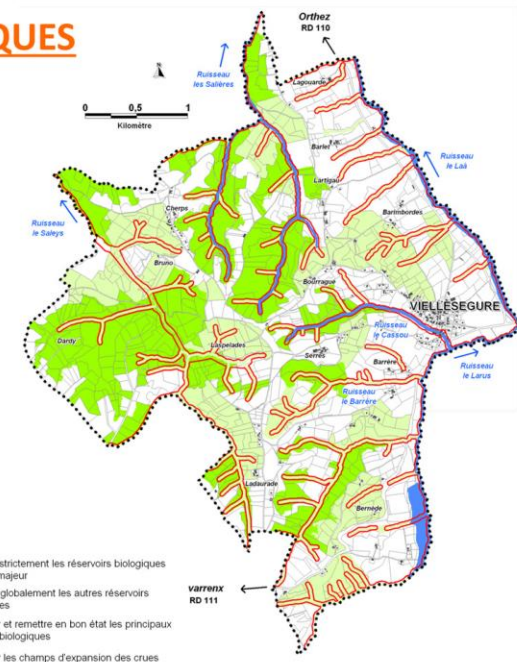 QUES
Orthez
RD 110
Ruisseau
les Salières
Lagouarde
0 0,5 1
Kilomètre
Barlet
Ruisseau
le Laà
Lartigau
Cherps
Barimbordes
Ruisseau
le Saleys
Bruno
Bourrague
VIELLESEGURE
Ruisseau
le Cassou
Dardy
Laspelades
Serres
Barrère
Ruisseau
le Larus
Ruisseau
le Barrère
Ladaurade
Bernède
strictement les réservoirs biologiques
majeur
globalement les autres réservoirs
es
r et remettre en bon état les principaux
biologiques
r les champs d'expansion des crues
varrenx
RD 111